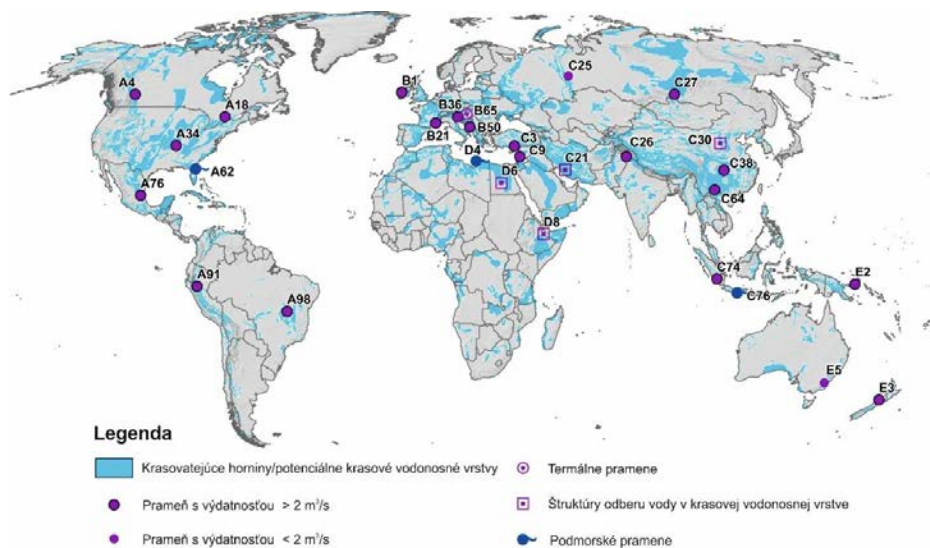 A4
A18
A34
A62
A76
A91
A98
B1
B36
B65
B50
B21
D4
D6
D8
C3
C9
C21
C25
C27
C26
C30
C38
C64
C74
C76
E2
E5
E3
Legenda
Krasovatejúce horniny/potenciálne krasové vodonosné vrstvy
Prameň s výdatnosťou > 2 m³/s
Prameň s výdatnosťou < 2 m³/s
Termálne pramene
Štruktúry odberu vody v krasovej vodonosnej vrstve
Podmorské pramene